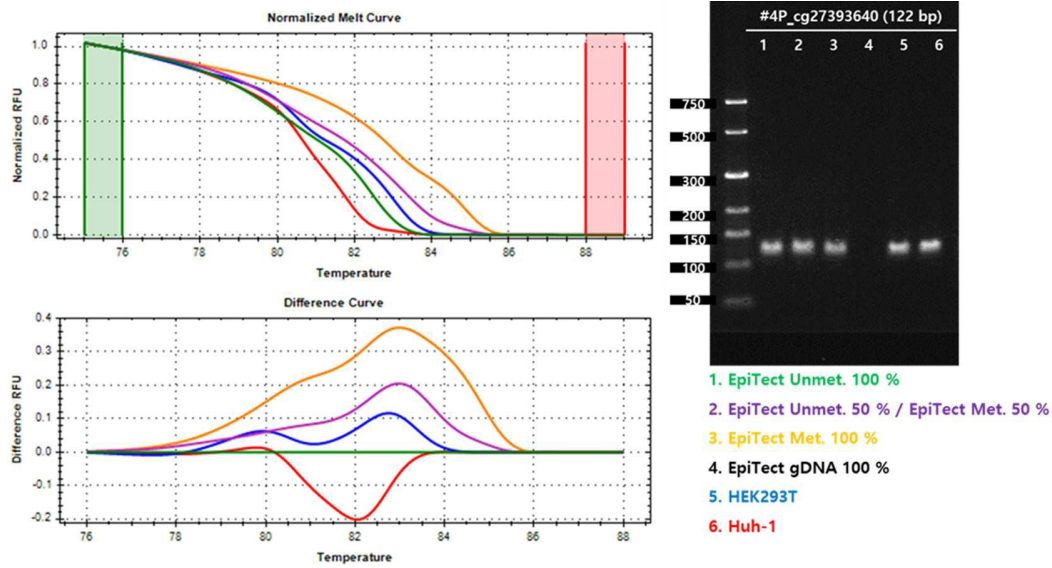 Normalized Melt Curve
Normalized RFU
1.0
0.8
0.6
0.4
0.2
0.0
76 78 80 82 84 86 88
Temperature
Difference Curve
Difference RFU
0.4
0.3
0.2
0.1
0.0
-0.1
-0.2
76 78 80 82 84 86 88
Temperature
#4P_cg27393640 (122 bp)
1 2 3 4 5 6
750
500
300
200
150
100
50
1. EpiTect Unmet. 100 %
2. EpiTect Unmet. 50 % / EpiTect Met. 50 %
3. EpiTect Met. 100 %
4. EpiTect gDNA 100 %
5. HEK293T
6. Huh-1